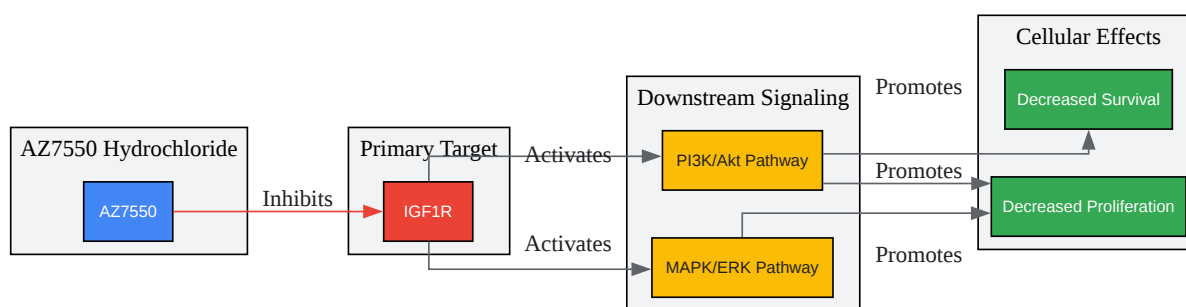 AZ7550 Hydrochloride
AZ7550
Inhibits
Primary Target
IGF1R
Activates
Activates
Downstream Signaling
PI3K/Akt Pathway
MAPK/ERK Pathway
Promotes
Promotes
Promotes
Cellular Effects
Decreased Survival
Decreased Proliferation